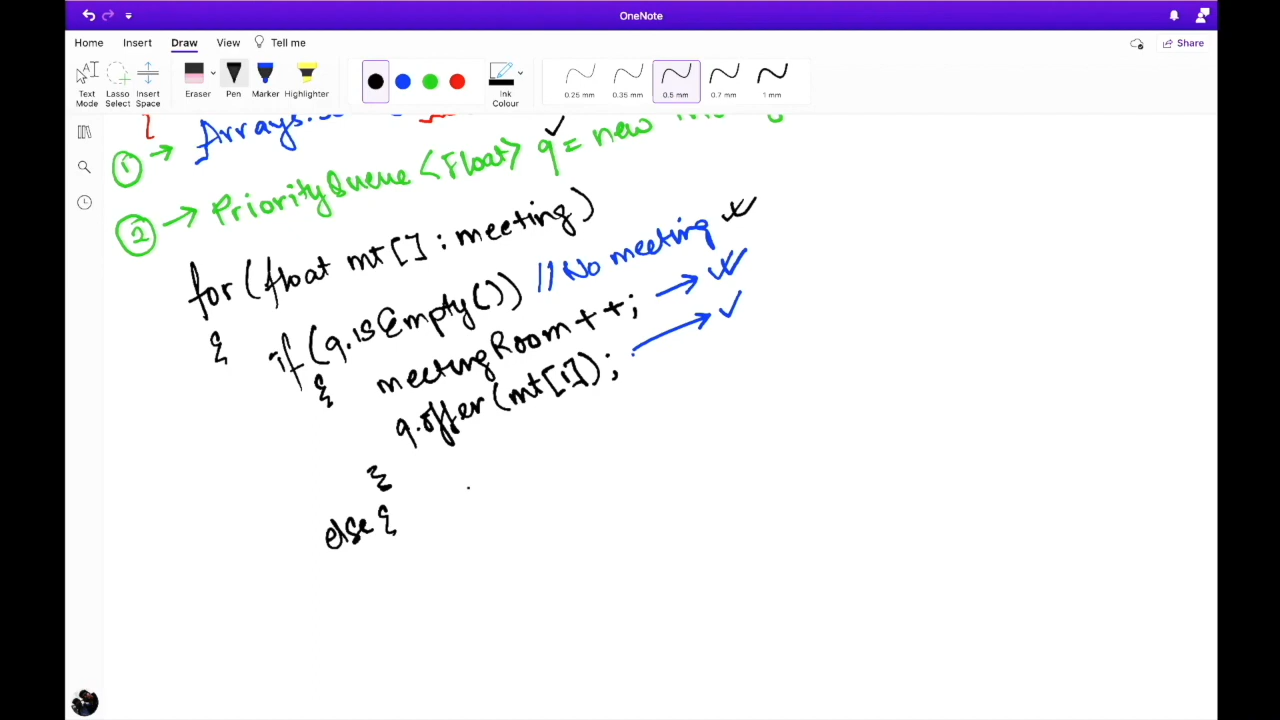 OneNote
Home Insert Draw View Tell me Share
Text Mode Lasso Select Insert Space Eraser Pen Marker Highlighter Ink Colour 0.25 mm 0.35 mm 0.5 mm 0.7 mm 1 mm
{
① → Arrays.
② → PriorityQueue <Float> q = new
for(float mt[] : meeting)
{ if(q.isEmpty()) // No meeting
{ meetingRoom++;
q.offer(mt[1]);
}
else {